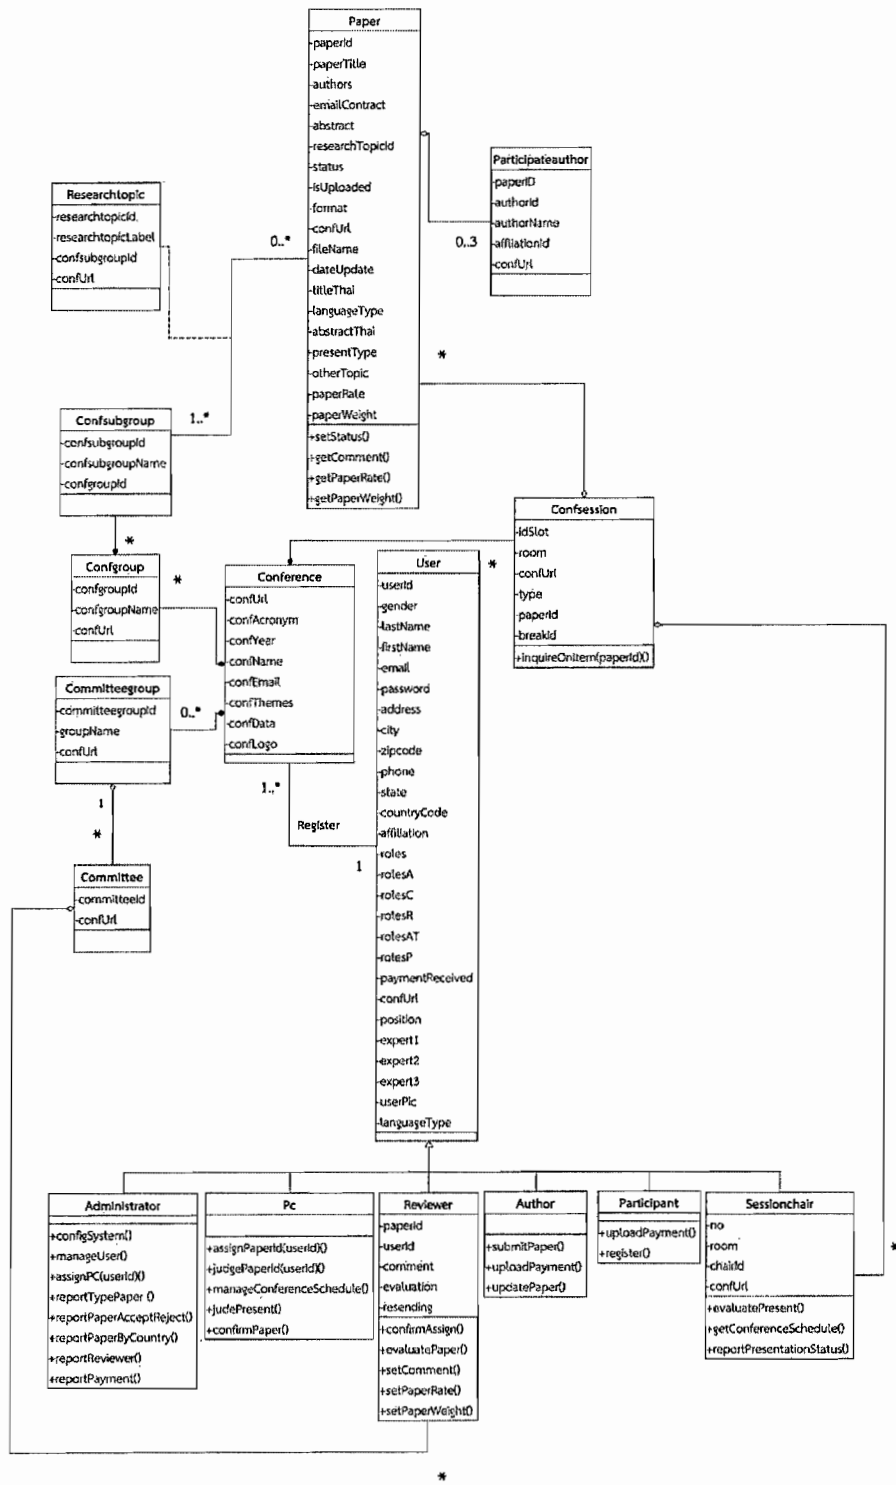 Paper
-paperId
-paperTitle
-authors
-emailContract
-abstract
-researchTopicId
-status
-isUploaded
-format
-confUrl
-fileName
-dateUpdate
-titleThai
-languageType
-abstractThai
-presentType
-otherTopic
-paperRate
-paperWeight
+setStatus()
+getComment()
+getPaperRate()
+getPaperWeight()
Participateauthor
-paperID
-authorId
-authorName
-affiliationId
-confUrl
0..3
Researchtopic
-researchtopicId
-researchtopicLabel
-confsubgroupId
-confUrl
0..*
*
1..*
Confsubgroup
-confsubgroupId
-confsubgroupName
-confgroupId
*
Confgroup
-confgroupId
-confgroupName
-confUrl
*
Conference
-confUrl
-confAcronym
-confYear
-confName
-confEmail
-confThemes
-confData
-confLogo
Committeegroup
-committeegroupId
-groupName
-confUrl
0..*
1
*
Committee
-committeeId
-confUrl
1..*
Register
1
User
-userId
-gender
-lastName
-firstName
-email
-password
-address
-city
-zipcode
-phone
-state
-countryCode
-affiliation
-roles
-rolesA
-rolesC
-rolesR
-rolesAT
-rolesP
-paymentReceived
-confUrl
-position
-expert1
-expert2
-expert3
-userPic
-languageType
*
Confsession
-idSlot
-room
-confUrl
-type
-paperId
-breakId
+inquireOnItem(paperId)()
Administrator
+configSystem()
+manageUser()
+assignPC(userId)()
+reportTypePaper ()
+reportPaperAcceptReject()
+reportPaperByCountry()
+reportReviewer()
+reportPayment()
Pc
+assignPaperId(userId)()
+judgePaperId(userId)()
+manageConferenceSchedule()
+judePresent()
+confirmPaper()
Reviewer
-paperId
-userId
-comment
-evaluation
-resending
+confirmAssign()
+evaluatePaper()
+setComment()
+setPaperRate()
+setPaperWeight()
Author
+submitPaper()
+uploadPayment()
+updatePaper()
Participant
+uploadPayment()
+register()
Sessionchair
-no
-room
-chairId
-confUrl
+evaluatePresent()
+getConferenceSchedule()
+reportPresentationStatus()
*
*